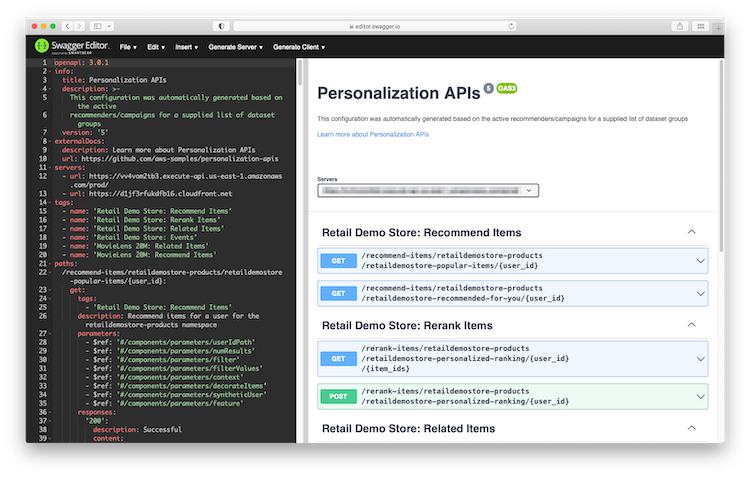 editor.swagger.io
Swagger Editor.
Supported by SMARTBEAR
File ▾ Edit ▾ Insert ▾ Generate Server ▾ Generate Client ▾
1 openapi: 3.0.1
2 info:
3 title: Personalization APIs
4 description: >-
5 This configuration was automatically generated based on
the active
6 recommenders/campaigns for a supplied list of dataset
groups
7 version: '5'
8 externalDocs:
9 description: Learn more about Personalization APIs
10 url: https://github.com/aws-samples/personalization-apis
11 servers:
12 - url: https://vv4vom2tb3.execute-api.us-east-1.amazonaws
.com/prod/
13 - url: https://d1jf3rfukdfb16.cloudfront.net
14 tags:
15 - name: 'Retail Demo Store: Recommend Items'
16 - name: 'Retail Demo Store: Rerank Items'
17 - name: 'Retail Demo Store: Related Items'
18 - name: 'Retail Demo Store: Events'
19 - name: 'MovieLens 20M: Related Items'
20 - name: 'MovieLens 20M: Recommend Items'
21 paths:
22 /recommend-items/retaildemostore-products/retaildemostore
-popular-items/{user_id}:
23 get:
24 tags:
25 - 'Retail Demo Store: Recommend Items'
26 description: Recommend items for a user for the
retaildemostore-products namespace
27 parameters:
28 - $ref: '#/components/parameters/userIdPath'
29 - $ref: '#/components/parameters/numResults'
30 - $ref: '#/components/parameters/filter'
31 - $ref: '#/components/parameters/filterValues'
32 - $ref: '#/components/parameters/context'
33 - $ref: '#/components/parameters/decorateItems'
34 - $ref: '#/components/parameters/syntheticUser'
35 - $ref: '#/components/parameters/feature'
36 responses:
37 '200':
38 description: Successful
39 content:
Personalization APIs 5 OAS3
This configuration was automatically generated based on the active recommenders/campaigns for a supplied list of dataset groups
Learn more about Personalization APIs
Servers
Retail Demo Store: Recommend Items
GET /recommend-items/retaildemostore-products
/retaildemostore-popular-items/{user_id}
GET /recommend-items/retaildemostore-products
/retaildemostore-recommended-for-you/{user_id}
Retail Demo Store: Rerank Items
GET /rerank-items/retaildemostore-products
/retaildemostore-personalized-ranking/{user_id}
/{item_ids}
POST /rerank-items/retaildemostore-products
/retaildemostore-personalized-ranking/{user_id}
Retail Demo Store: Related Items